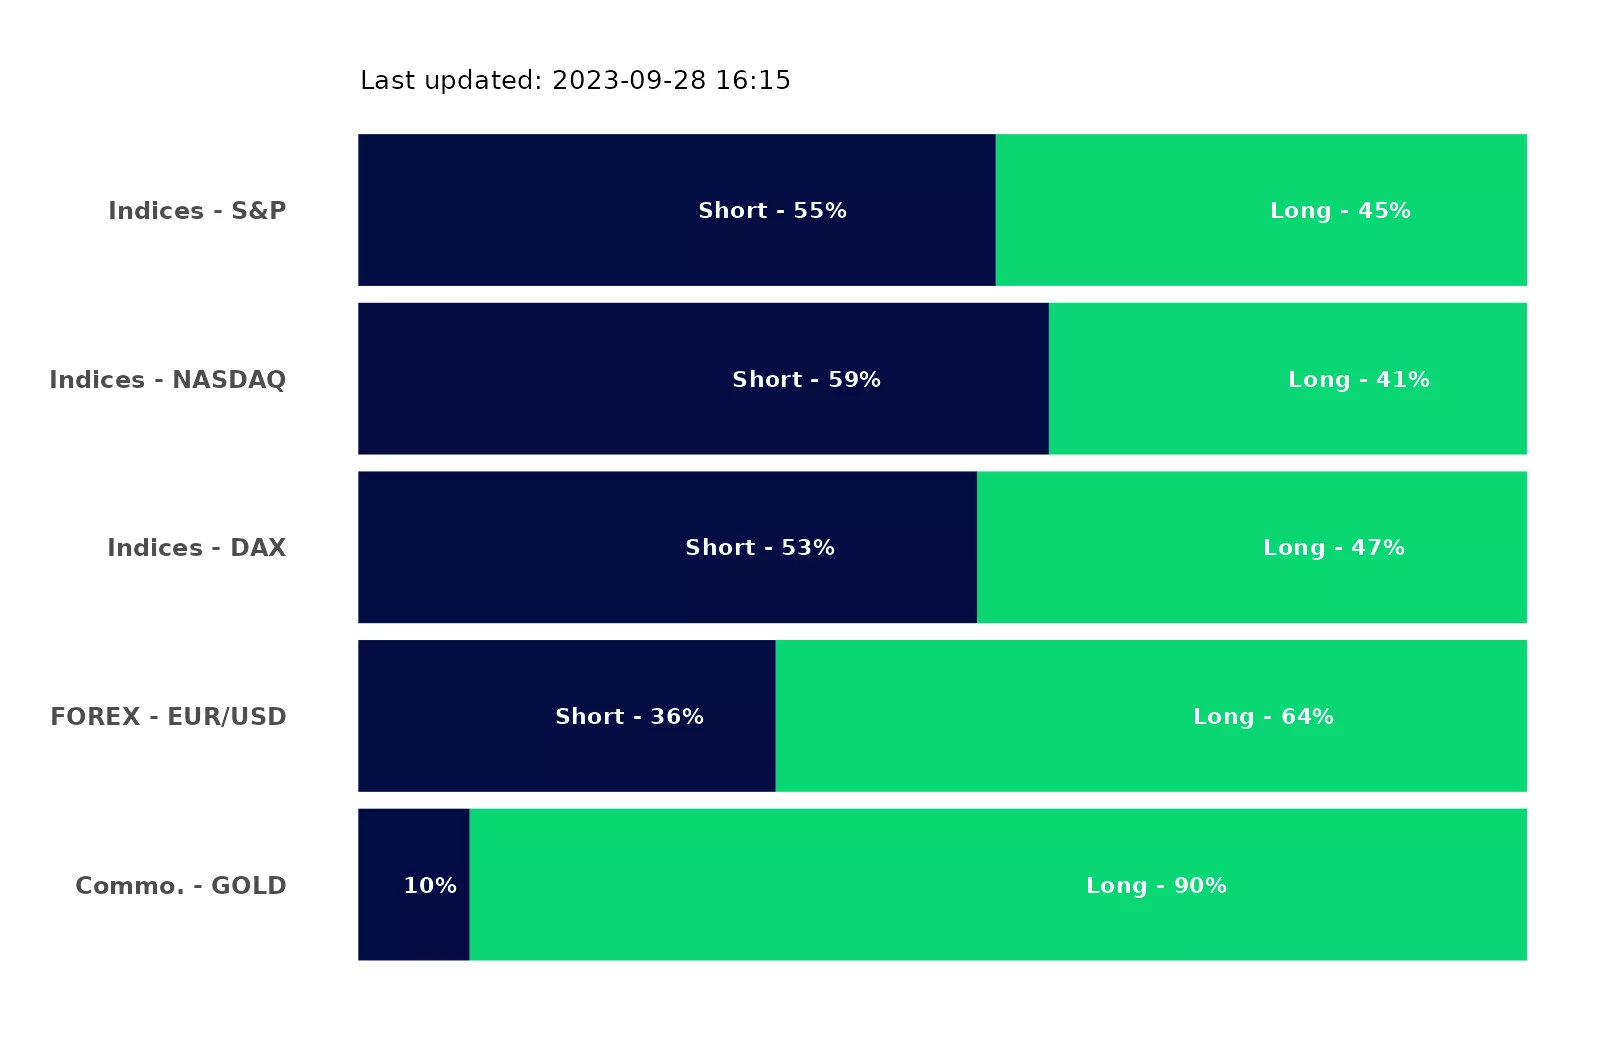 Last updated: 2023-09-28 16:15
Indices - S&P Short - 55% Long - 45%
Indices - NASDAQ Short - 59% Long - 41%
Indices - DAX Short - 53% Long - 47%
FOREX - EUR/USD Short - 36% Long - 64%
Commo. - GOLD 10% Long - 90%